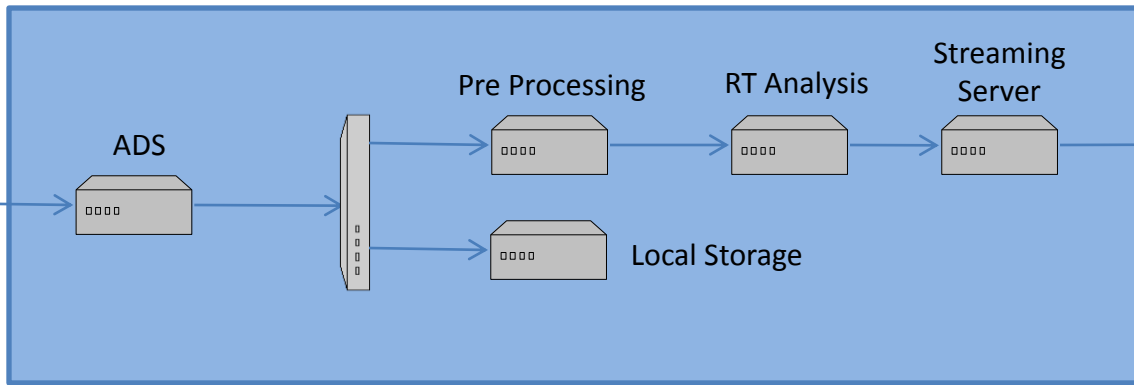 ADS
Pre Processing
RT Analysis
Streaming
Server
Local Storage